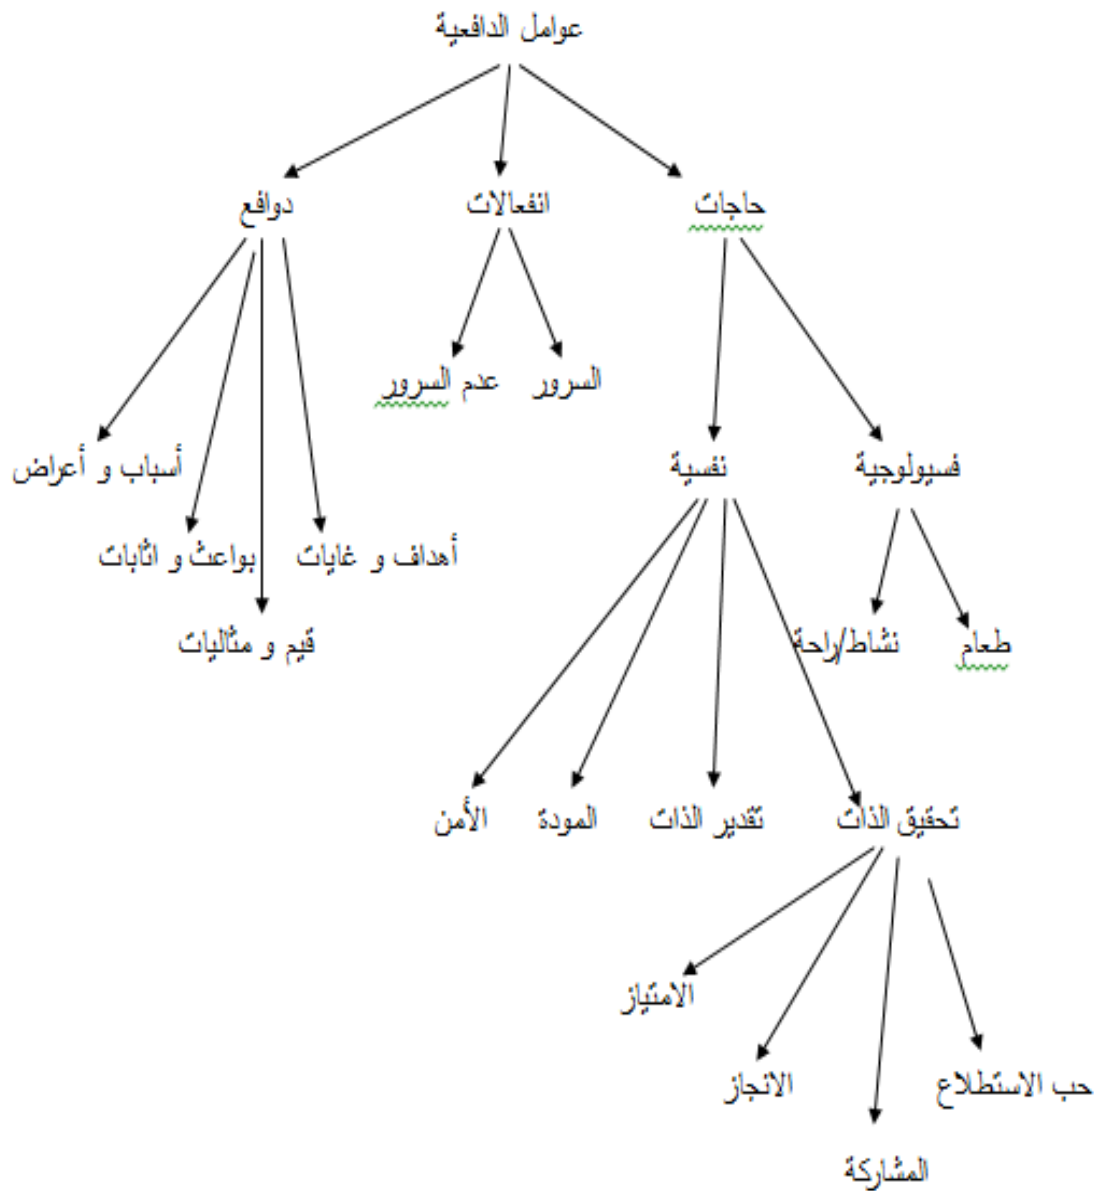 عوامل الدافعية
حاجات
انفعالات
دوافع
السرور
عدم السرور
فسيولوجية
نفسية
أسباب و أعراض
أهداف و غايات
بواعث و اثابات
طعام
نشاط/راحة
قيم و مثاليات
تحقيق الذات
تقدير الذات
المودة
الأمن
الامتياز
حب الاستطلاع
الانجاز
المشاركة